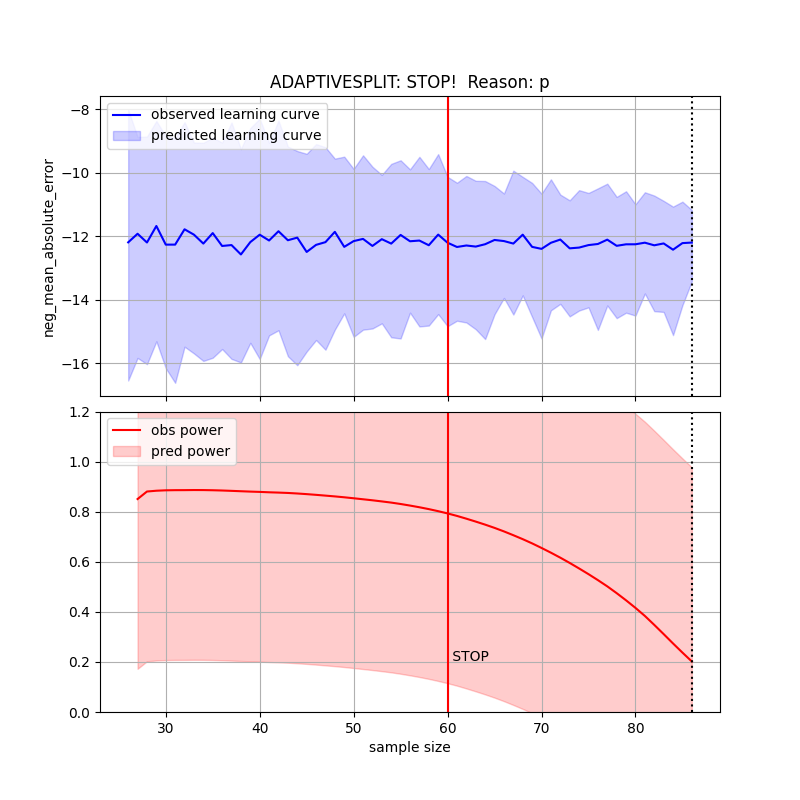 ADAPTIVESPLIT: STOP!  Reason: p
observed learning curve
predicted learning curve
neg_mean_absolute_error
−8
−10
−12
−14
−16
obs power
pred power
1.2
1.0
0.8
0.6
0.4
0.2
0.0
STOP
30 40 50 60 70 80
sample size